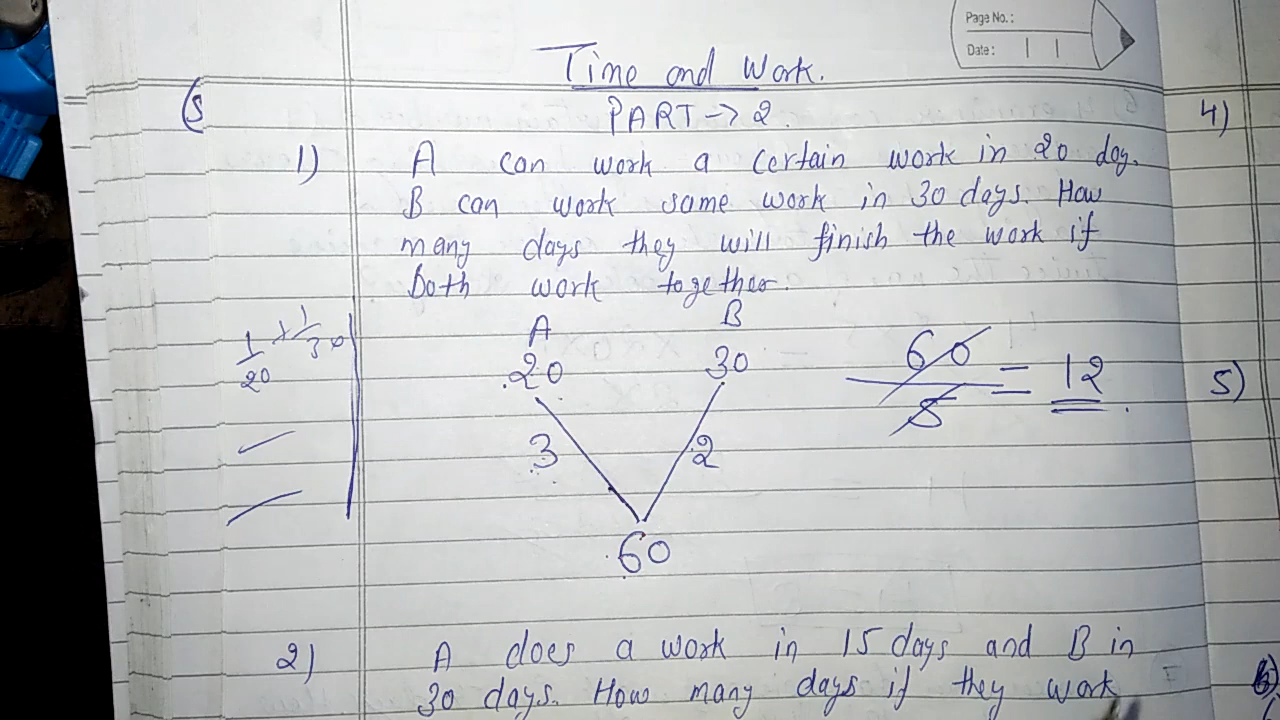 Page No.:
Date:
Time and Work.
PART → 2.
4)
1) A can work a certain work in 20 day.
B can work same work in 30 days. How
many days they will finish the work if
both work together.
A B
1/20 + 1/30
20 30
60/5 = 12
5)
3 2
60
2) A does a work in 15 days and B in
30 days. How many days if they work